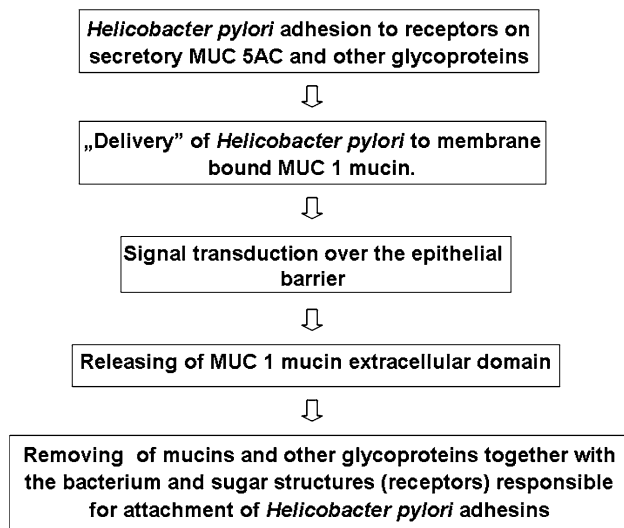 Helicobacter pylori adhesion to receptors on
secretory MUC 5AC and other glycoproteins
„Delivery” of Helicobacter pylori to membrane
bound MUC 1 mucin.
Signal transduction over the epithelial
barrier
Releasing of MUC 1 mucin extracellular domain
Removing of mucins and other glycoproteins together with
the bacterium and sugar structures (receptors) responsible
for attachment of Helicobacter pylori adhesins